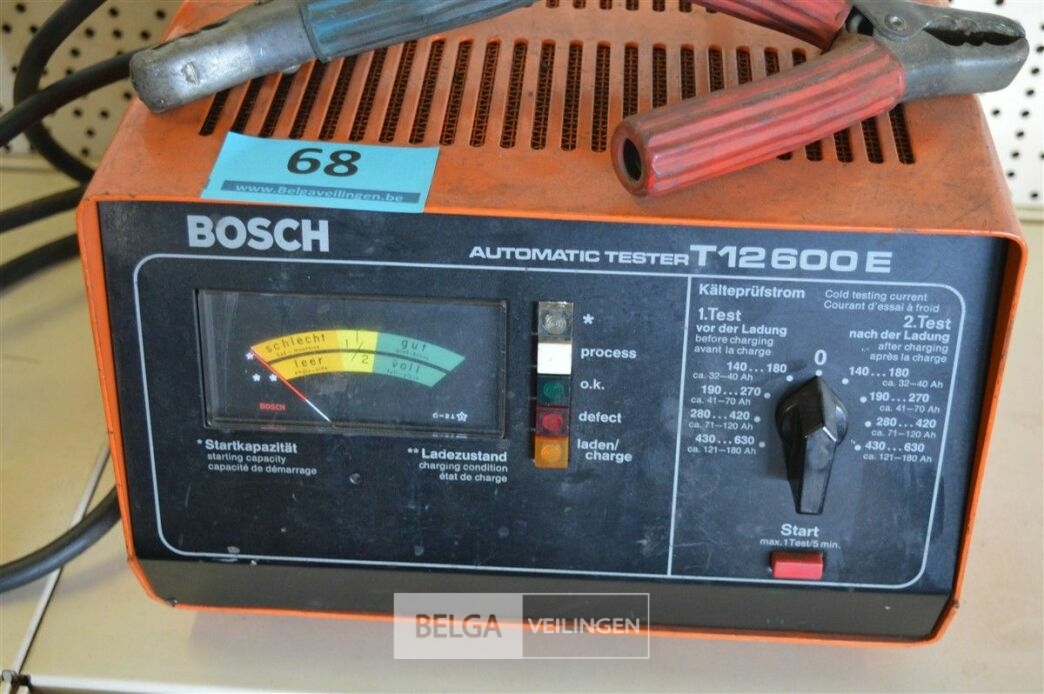 68
www.Belgaveilingen.be
BOSCH
AUTOMATIC TESTER T12600E
schlecht 1/2 gut
leer voll
*
**
BOSCH
* Startkapazität
starting capacity
capacité de démarrage
** Ladezustand
charging condition
état de charge
*
process
o.k.
defect
laden/
charge
Kälteprüfstrom
Cold testing current
Courant d'essai à froid
1.Test
vor der Ladung
before charging
avant la charge
2.Test
nach der Ladung
after charging
après la charge
0
140...180
ca. 32-40 Ah
190...270
ca. 41-70 Ah
280...420
ca. 71-120 Ah
430...630
ca. 121-180 Ah
140...180
ca. 32-40 Ah
190...270
ca. 41-70 Ah
280...420
ca. 71-120 Ah
430...630
ca. 121-180 Ah
Start
max. 1 Test/5 min.
BELGA VEILINGEN